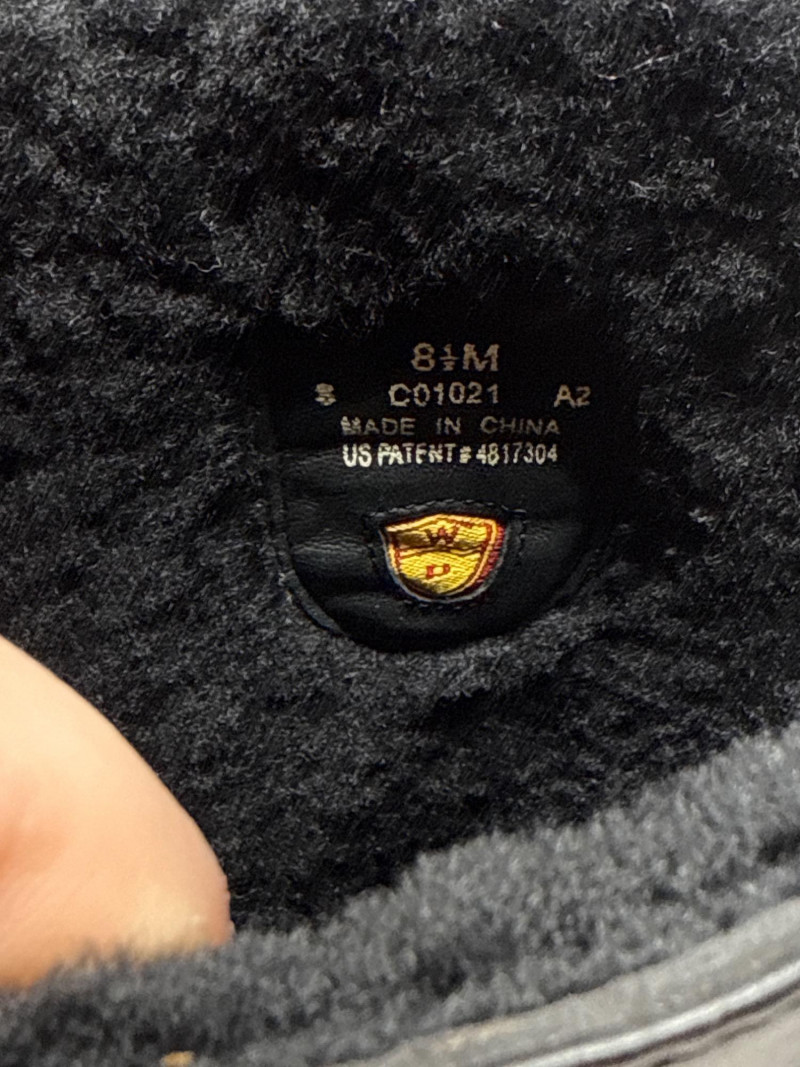 8½M
C01021 A2
MADE IN CHINA
US PATENT# 4817304
W
D